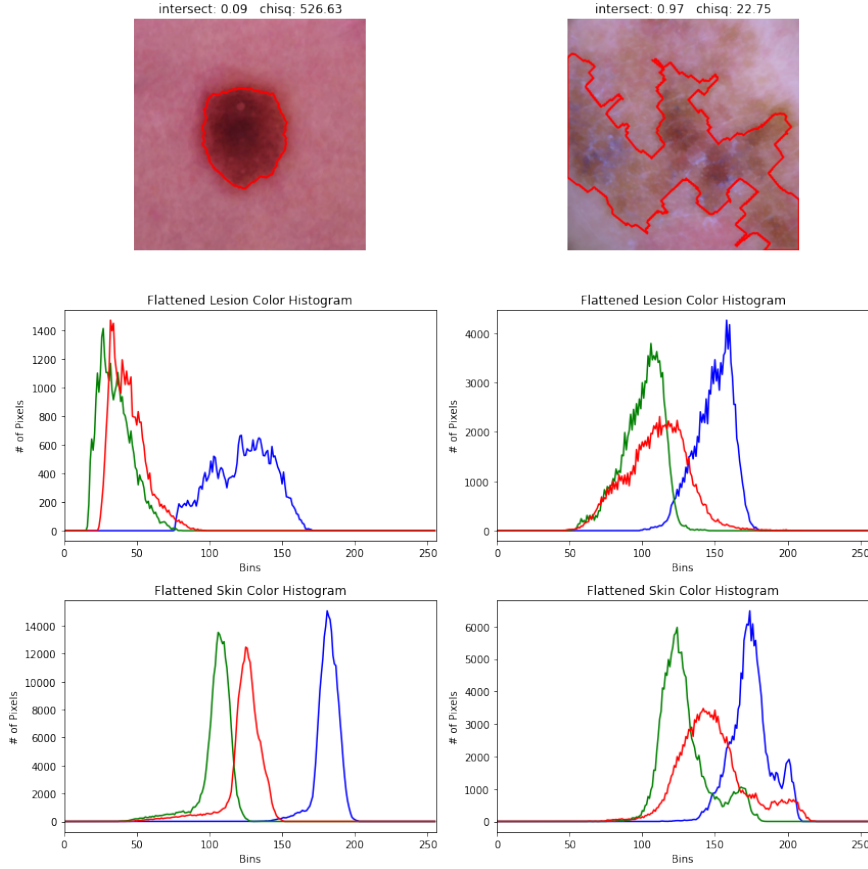 intersect: 0.09   chisq: 526.63
intersect: 0.97   chisq: 22.75
Flattened Lesion Color Histogram
# of Pixels
1400
1200
1000
800
600
400
200
0
0 50 100 150 200 250
Bins
Flattened Lesion Color Histogram
# of Pixels
4000
3000
2000
1000
0
0 50 100 150 200 250
Bins
Flattened Skin Color Histogram
# of Pixels
14000
12000
10000
8000
6000
4000
2000
0
0 50 100 150 200 250
Bins
Flattened Skin Color Histogram
# of Pixels
6000
5000
4000
3000
2000
1000
0
0 50 100 150 200 250
Bins